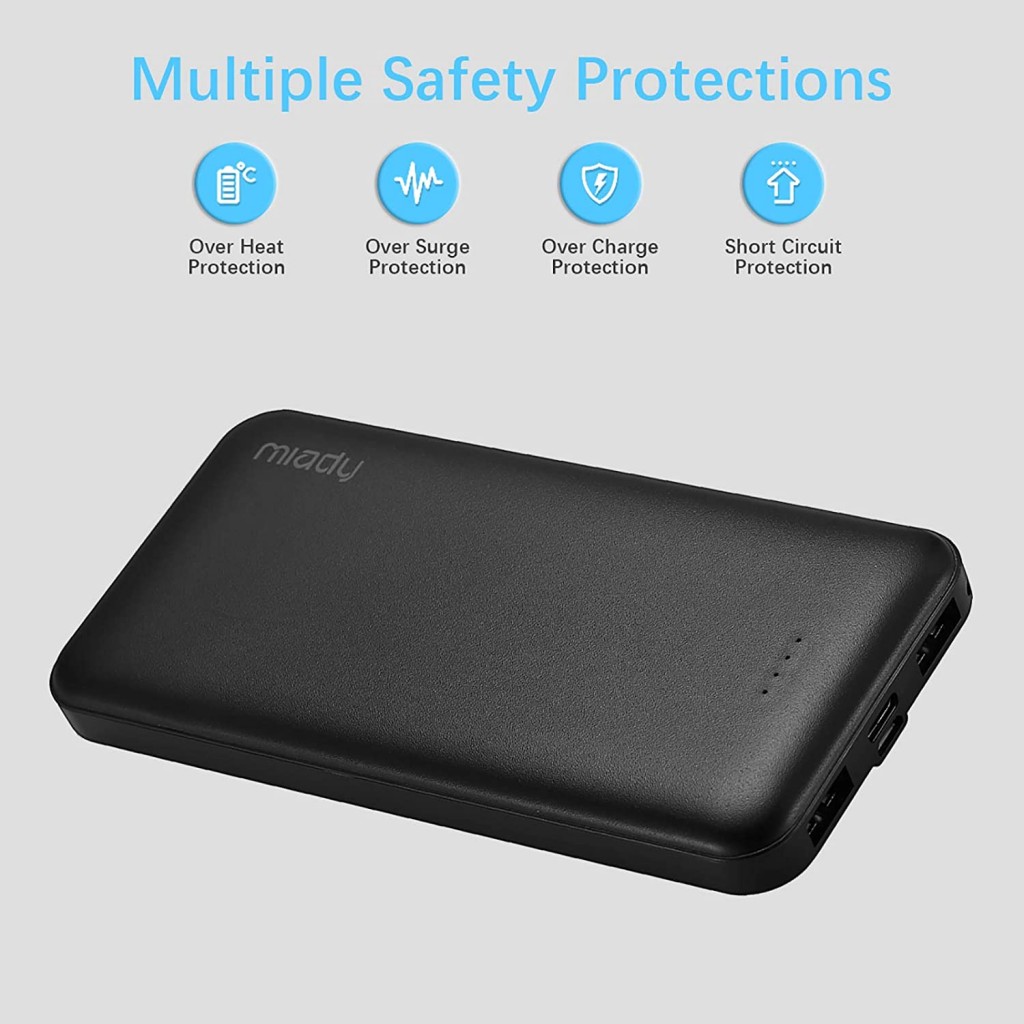 Multiple Safety Protections
°C
Over Heat
Protection
Over Surge
Protection
Over Charge
Protection
Short Circuit
Protection
miady